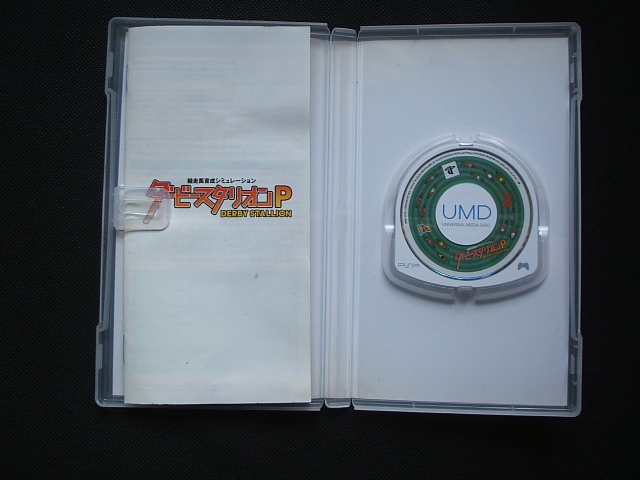 競走馬育成シミュレーション
ダービースタリオンP
DERBY STALLION
UMD
UNIVERSAL MEDIA DISC
ダービースタリオンP
PSP